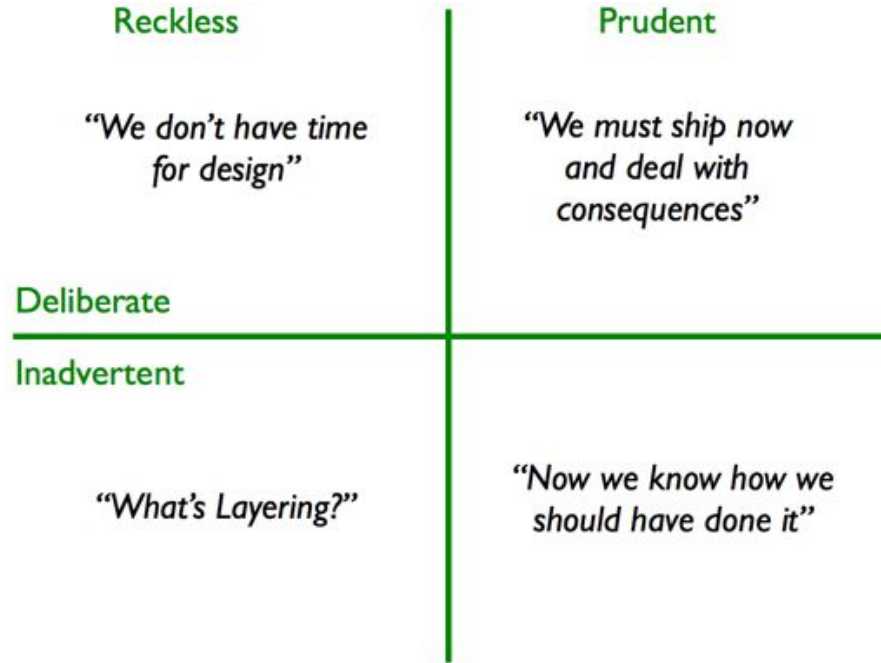 Reckless
Prudent
“We don’t have time
for design”
“We must ship now
and deal with
consequences”
Deliberate
Inadvertent
“What’s Layering?”
“Now we know how we
should have done it”